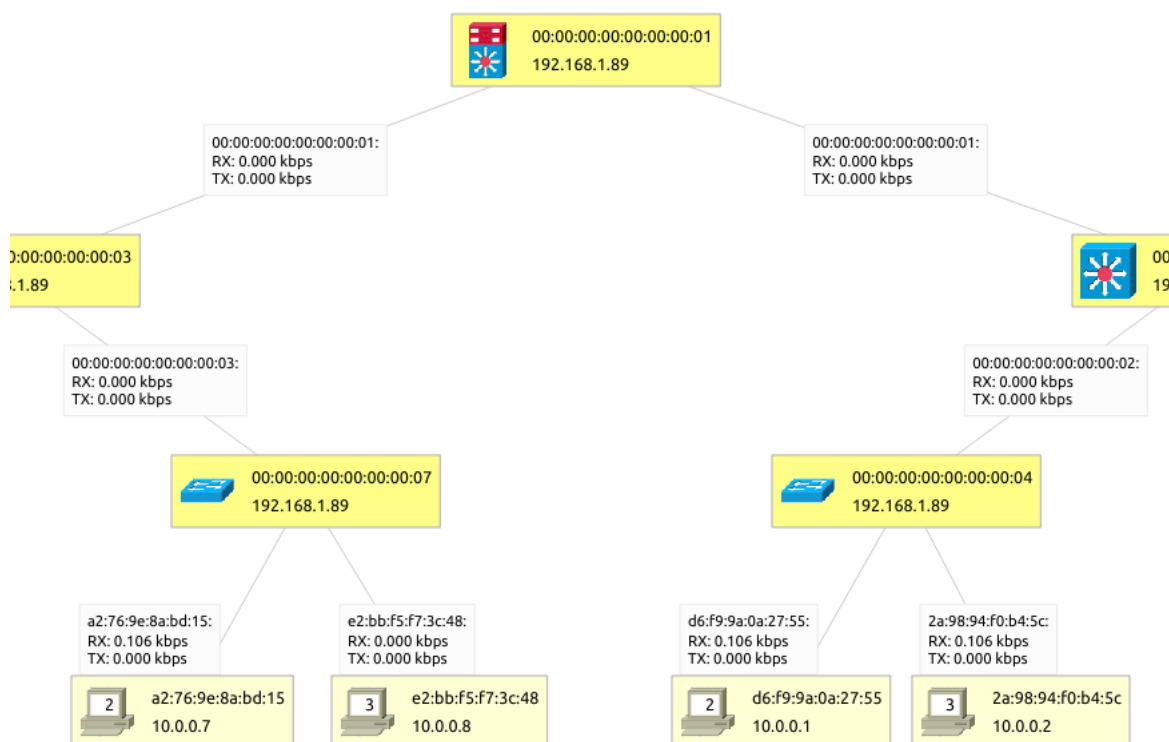 00:00:00:00:00:00:00:01
192.168.1.89
00:00:00:00:00:00:00:01:
RX: 0.000 kbps
TX: 0.000 kbps
00:00:00:00:00:00:00:01:
RX: 0.000 kbps
TX: 0.000 kbps
0:00:00:00:00:03
.1.89
00
19
00:00:00:00:00:00:00:03:
RX: 0.000 kbps
TX: 0.000 kbps
00:00:00:00:00:00:00:02:
RX: 0.000 kbps
TX: 0.000 kbps
00:00:00:00:00:00:00:07
192.168.1.89
00:00:00:00:00:00:00:04
192.168.1.89
a2:76:9e:8a:bd:15:
RX: 0.106 kbps
TX: 0.000 kbps
e2:bb:f5:f7:3c:48:
RX: 0.000 kbps
TX: 0.000 kbps
d6:f9:9a:0a:27:55:
RX: 0.106 kbps
TX: 0.000 kbps
2a:98:94:f0:b4:5c:
RX: 0.106 kbps
TX: 0.000 kbps
2
a2:76:9e:8a:bd:15
10.0.0.7
3
e2:bb:f5:f7:3c:48
10.0.0.8
2
d6:f9:9a:0a:27:55
10.0.0.1
3
2a:98:94:f0:b4:5c
10.0.0.2